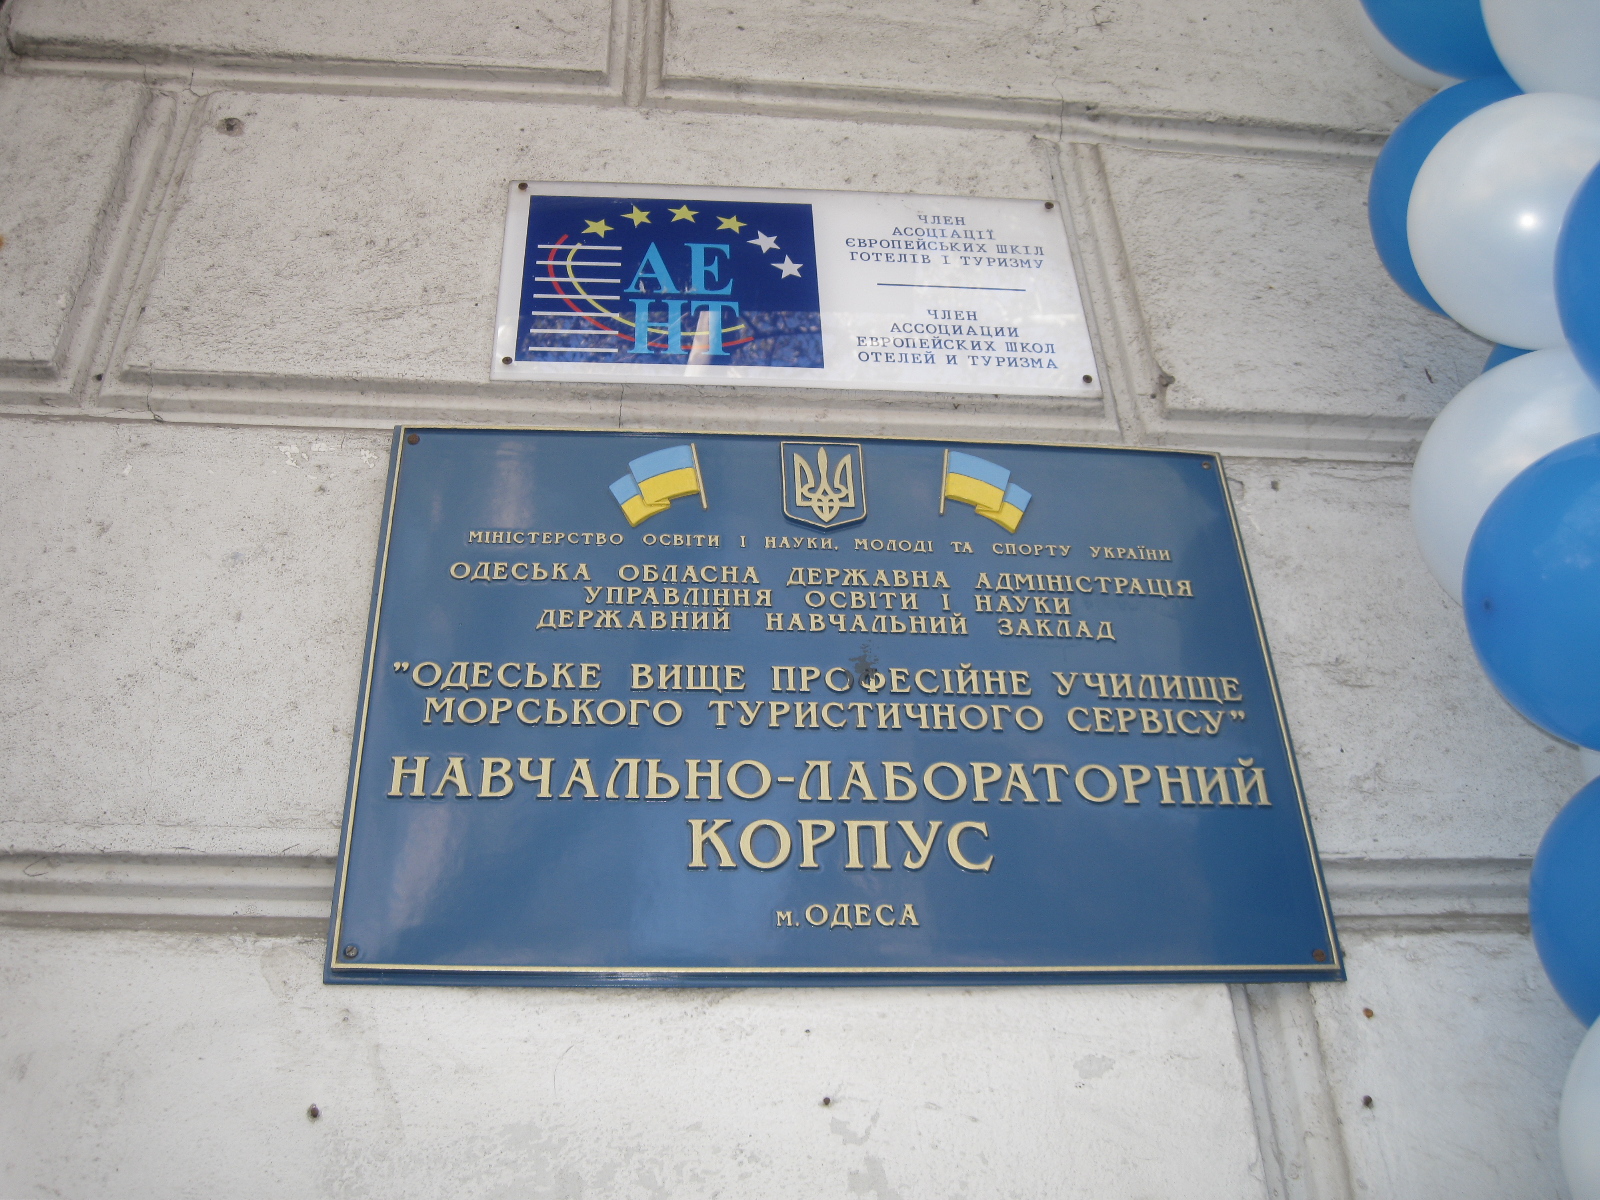 AE
HT
ЧЛЕН
АСОЦІАЦІЇ
ЄВРОПЕЙСЬКИХ ШКІЛ
ГОТЕЛІВ І ТУРИЗМУ
ЧЛЕН
АССОЦИАЦИИ
ЕВРОПЕЙСКИХ ШКОЛ
ОТЕЛЕЙ И ТУРИЗМА
МІНІСТЕРСТВО ОСВІТИ І НАУКИ, МОЛОДІ ТА СПОРТУ УКРАЇНИ
ОДЕСЬКА ОБЛАСНА ДЕРЖАВНА АДМІНІСТРАЦІЯ
УПРАВЛІННЯ ОСВІТИ І НАУКИ
ДЕРЖАВНИЙ НАВЧАЛЬНИЙ ЗАКЛАД
"ОДЕСЬКЕ ВИЩЕ ПРОФЕСІЙНЕ УЧИЛИЩЕ
МОРСЬКОГО ТУРИСТИЧНОГО СЕРВІСУ"
НАВЧАЛЬНО-ЛАБОРАТОРНИЙ
КОРПУС
м. ОДЕСА